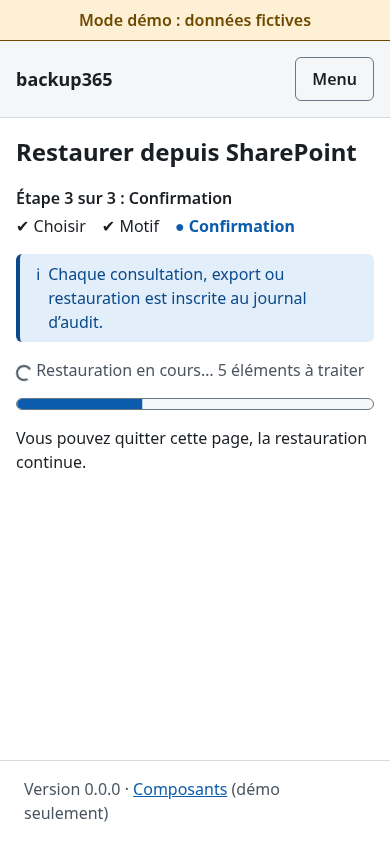 Mode démo : données fictives
backup365
Menu
Restaurer depuis SharePoint
Étape 3 sur 3 : Confirmation
✔ Choisir ✔ Motif ● Confirmation
i Chaque consultation, export ou
restauration est inscrite au journal
d’audit.
Restauration en cours… 5 éléments à traiter
Vous pouvez quitter cette page, la restauration
continue.
Version 0.0.0 · Composants (démo
seulement)